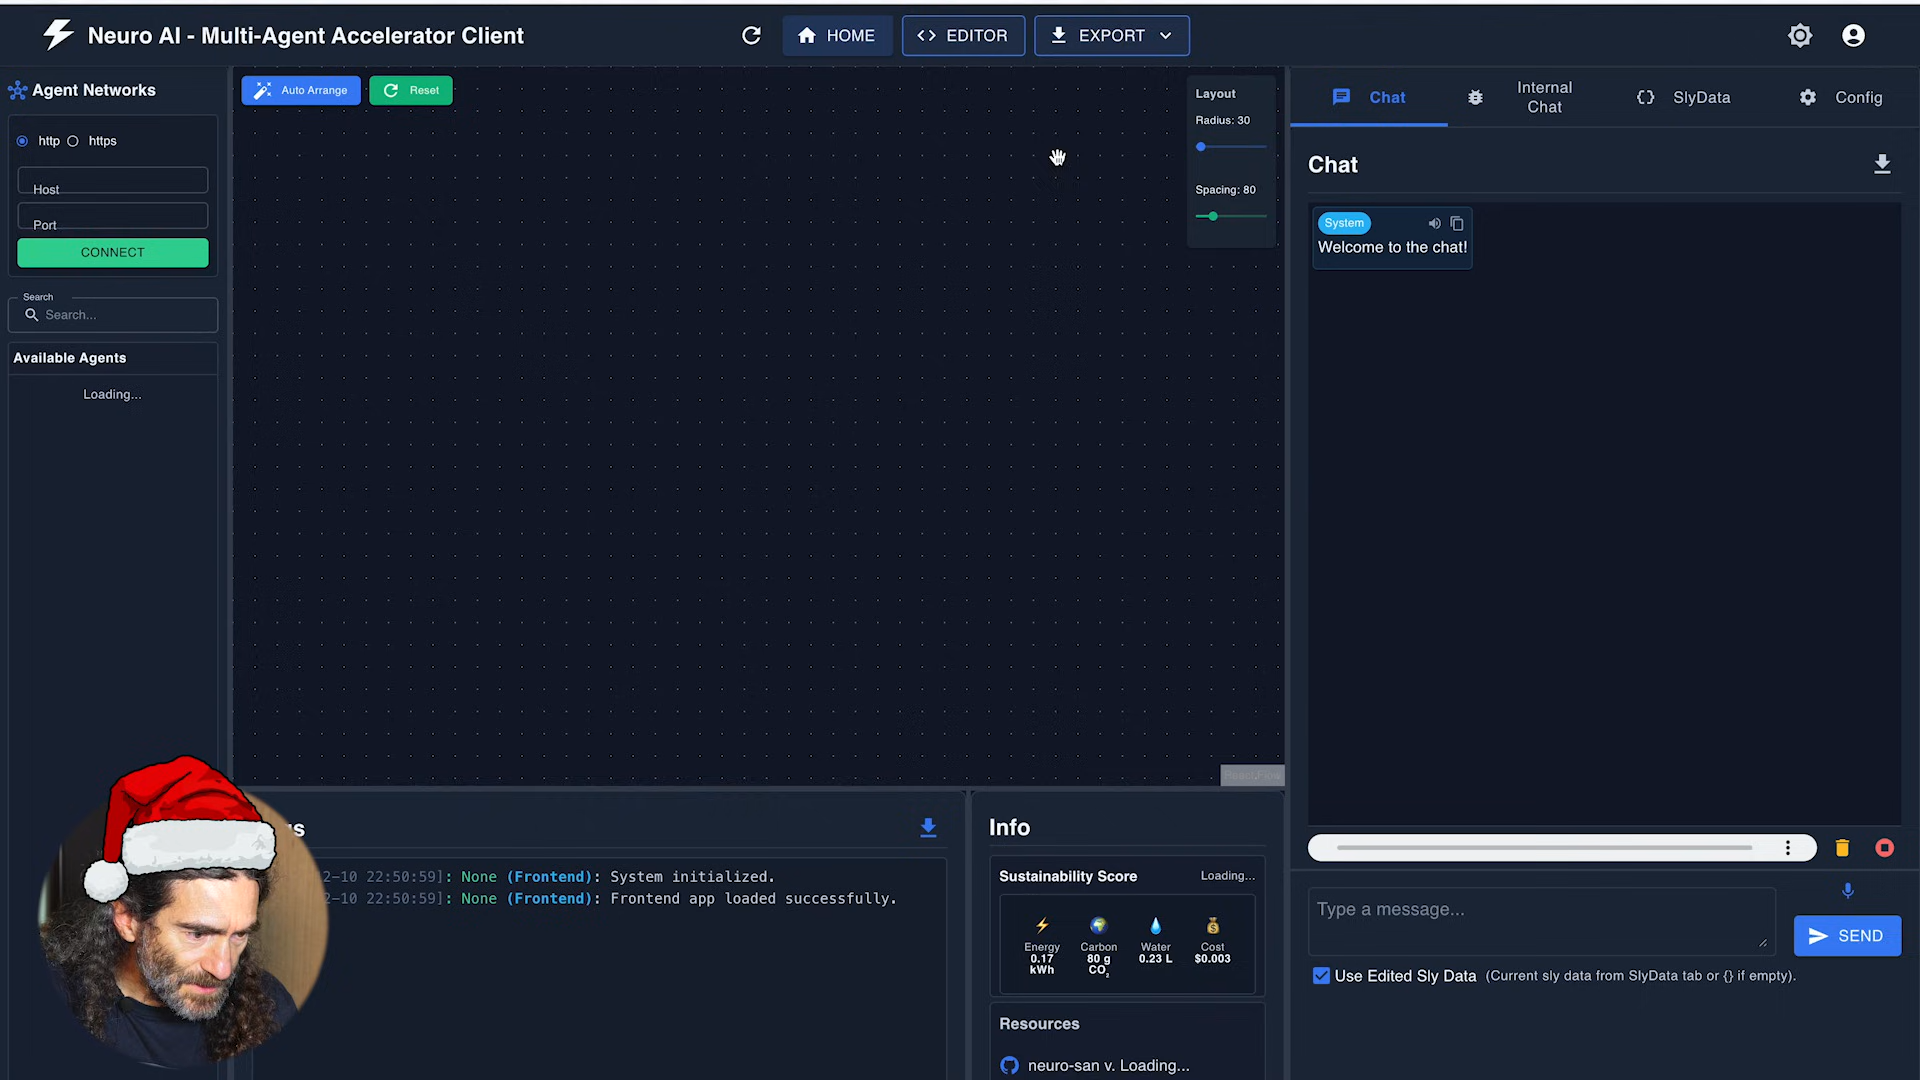 Neuro AI - Multi-Agent Accelerator Client
HOME
EDITOR
EXPORT
Agent Networks
http
https
Host
Port
CONNECT
Search
Search...
Available Agents
Loading...
Auto Arrange
Reset
Layout
Radius: 30
Spacing: 80
React Flow
Chat
Internal
Chat
SlyData
Config
Chat
System
Welcome to the chat!
Type a message...
SEND
Use Edited Sly Data (Current sly data from SlyData tab or {} if empty).
2-10 22:50:59]: None (Frontend): System initialized.
2-10 22:50:59]: None (Frontend): Frontend app loaded successfully.
Info
Sustainability Score
Loading...
Energy
0.17
kWh
Carbon
80 g
CO₂
Water
0.23 L
Cost
$0.003
Resources
neuro-san v. Loading...